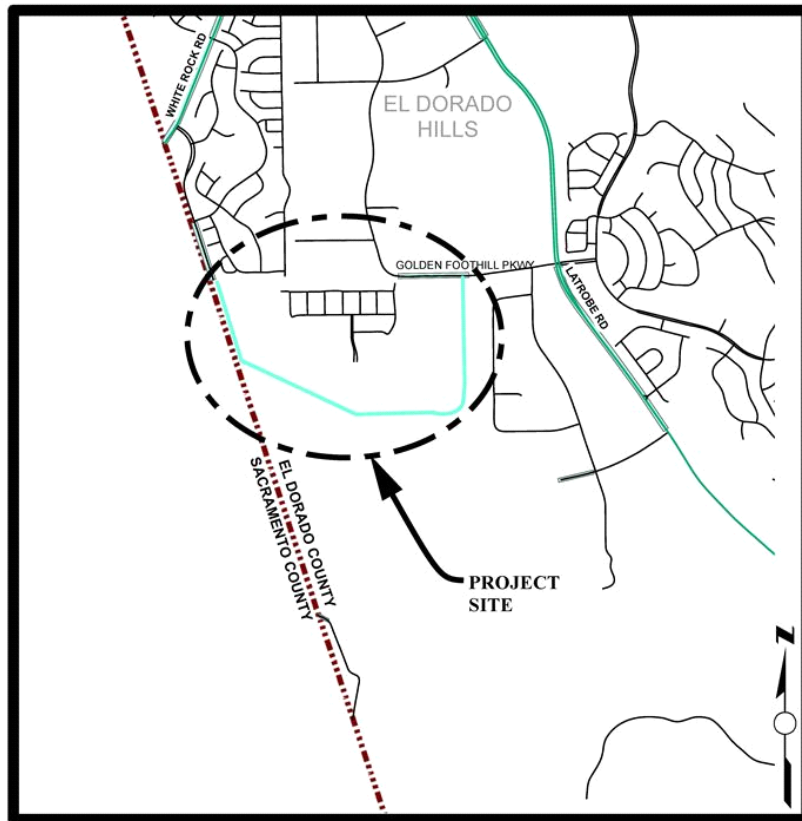 WHITE ROCK RD
EL DORADO
HILLS
GOLDEN FOOTHILL PKWY
LATROBE RD
EL DORADO COUNTY
SACRAMENTO COUNTY
PROJECT
SITE
N